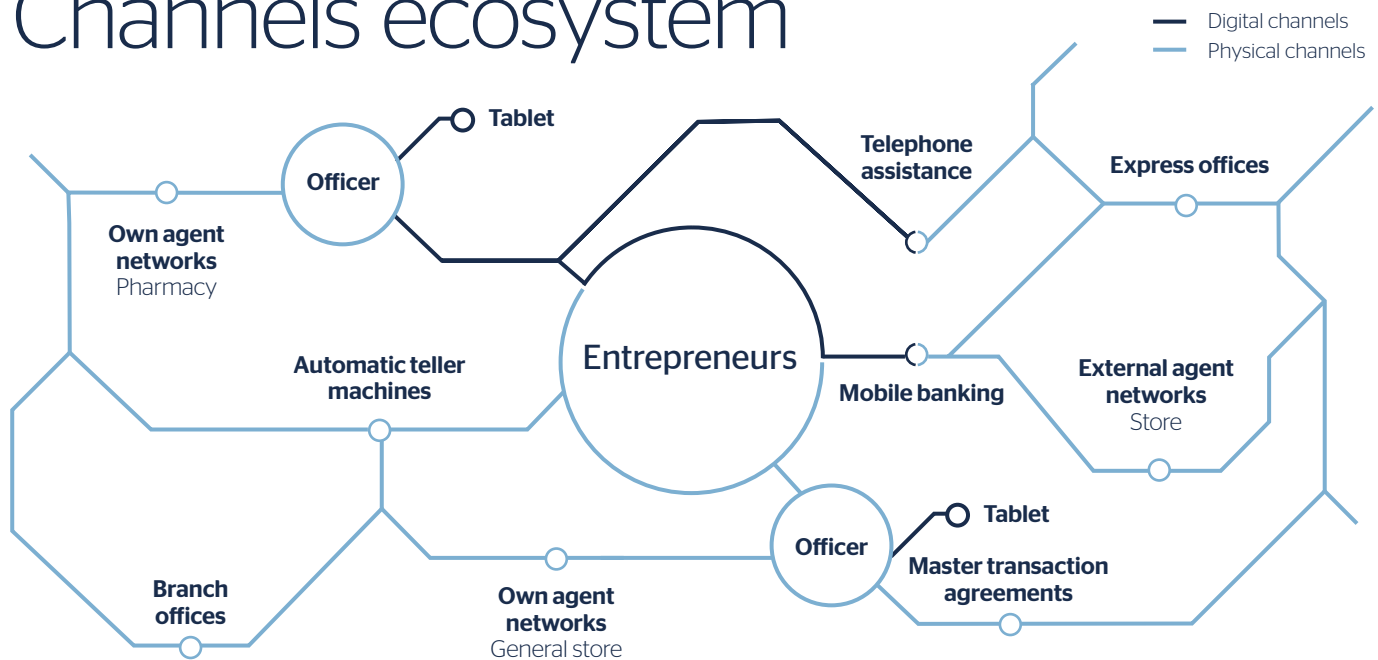 Channels ecosystem
Digital channels
Physical channels
Tablet
Officer
Telephone
assistance
Express offices
Own agent
networks
Pharmacy
Automatic teller
machines
Entrepreneurs
Mobile banking
External agent
networks
Store
Officer
Tablet
Master transaction
agreements
Branch
offices
Own agent
networks
General store